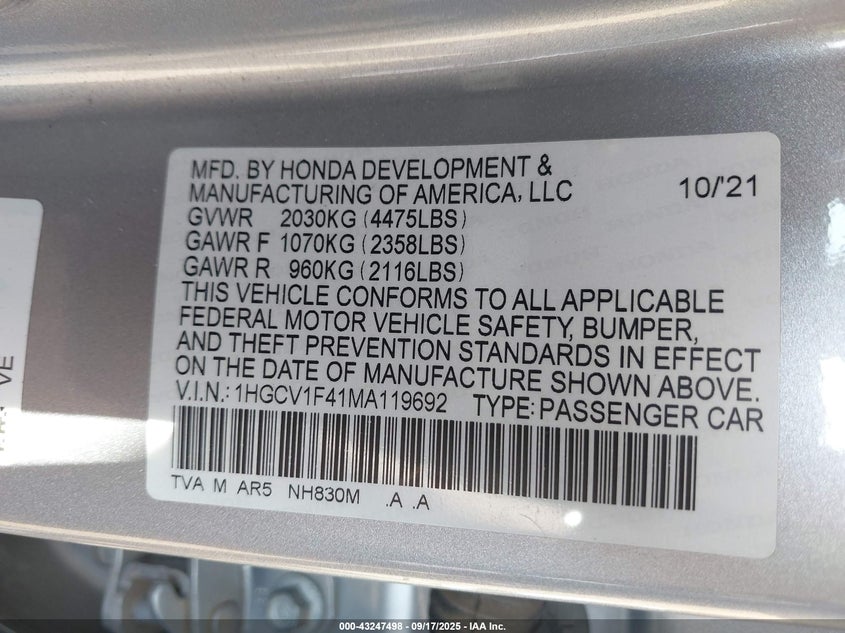 MFD. BY HONDA DEVELOPMENT &
MANUFACTURING OF AMERICA, LLC 10/'21
GVWR 2030KG (4475LBS)
GAWR F 1070KG (2358LBS)
GAWR R 960KG (2116LBS)
THIS VEHICLE CONFORMS TO ALL APPLICABLE
FEDERAL MOTOR VEHICLE SAFETY, BUMPER,
AND THEFT PREVENTION STANDARDS IN EFFECT
ON THE DATE OF MANUFACTURE SHOWN ABOVE.
V.I.N.: 1HGCV1F41MA119692 TYPE: PASSENGER CAR
TVA M AR5 NH830M .A .A
000-43247498 - 09/17/2025 - IAA Inc.